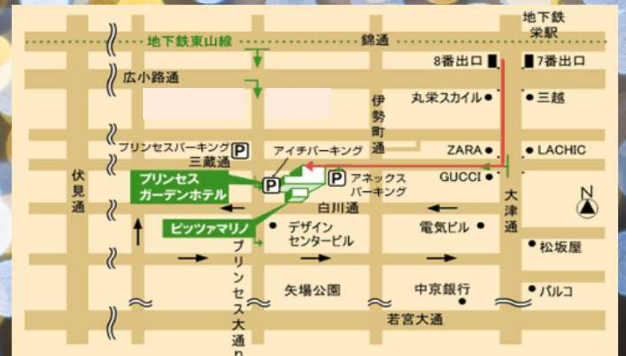 地下鉄
栄駅
地下鉄東山線
錦通
8番出口
7番出口
広小路通
丸栄スカイル
三越
伊勢町通
プリンセスパーキング P
三蔵通
P アイチパーキング
ZARA
LACHIC
伏見通
プリンセス
ガーデンホテル
P アネックス
パーキング
GUCCI
大津通
N
白川通
ピッツァマリノ
デザイン
センタービル
電気ビル
松坂屋
プリンセス大通り
矢場公園
中京銀行
パルコ
若宮大通